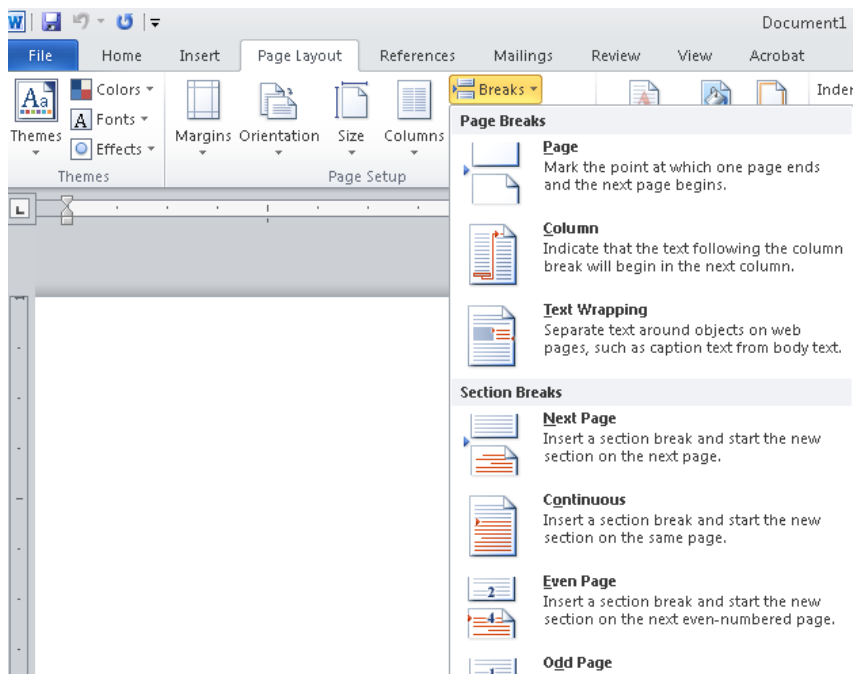 W
Document1
File Home Insert Page Layout References Mailings Review View Acrobat
Aa Colors Breaks
A Fonts
Themes Effects Margins Orientation Size Columns
Themes Page Setup
Page Breaks
Page
Mark the point at which one page ends
and the next page begins.
Column
Indicate that the text following the column
break will begin in the next column.
Text Wrapping
Separate text around objects on web
pages, such as caption text from body text.
Section Breaks
Next Page
Insert a section break and start the new
section on the next page.
Continuous
Insert a section break and start the new
section on the same page.
2
4
Even Page
Insert a section break and start the new
section on the next even-numbered page.
Odd Page